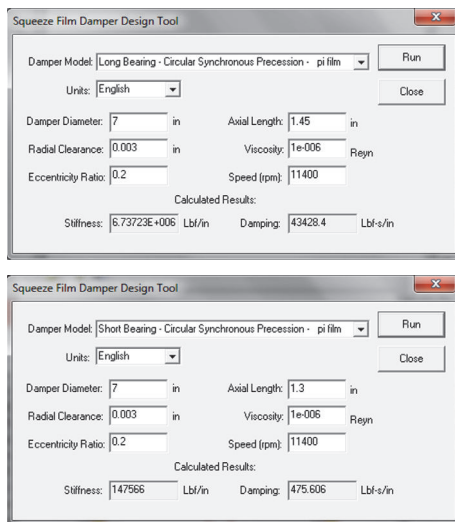 Squeeze Film Damper Design Tool
Damper Model: Long Bearing - Circular Synchronous Precession - pi film Run
Units: English Close
Damper Diameter: 7 in Axial Length: 1.45 in
Radial Clearance: 0.003 in Viscosity: 1e-006 Reyn
Eccentricity Ratio: 0.2 Speed (rpm): 11400
Calculated Results:
Stiffness: 6.73723E+006 Lbf/in Damping: 43428.4 Lbf-s/in
Squeeze Film Damper Design Tool
Damper Model: Short Bearing - Circular Synchronous Precession - pi film Run
Units: English Close
Damper Diameter: 7 in Axial Length: 1.3 in
Radial Clearance: 0.003 in Viscosity: 1e-006 Reyn
Eccentricity Ratio: 0.2 Speed (rpm): 11400
Calculated Results:
Stiffness: 147566 Lbf/in Damping: 475.606 Lbf-s/in